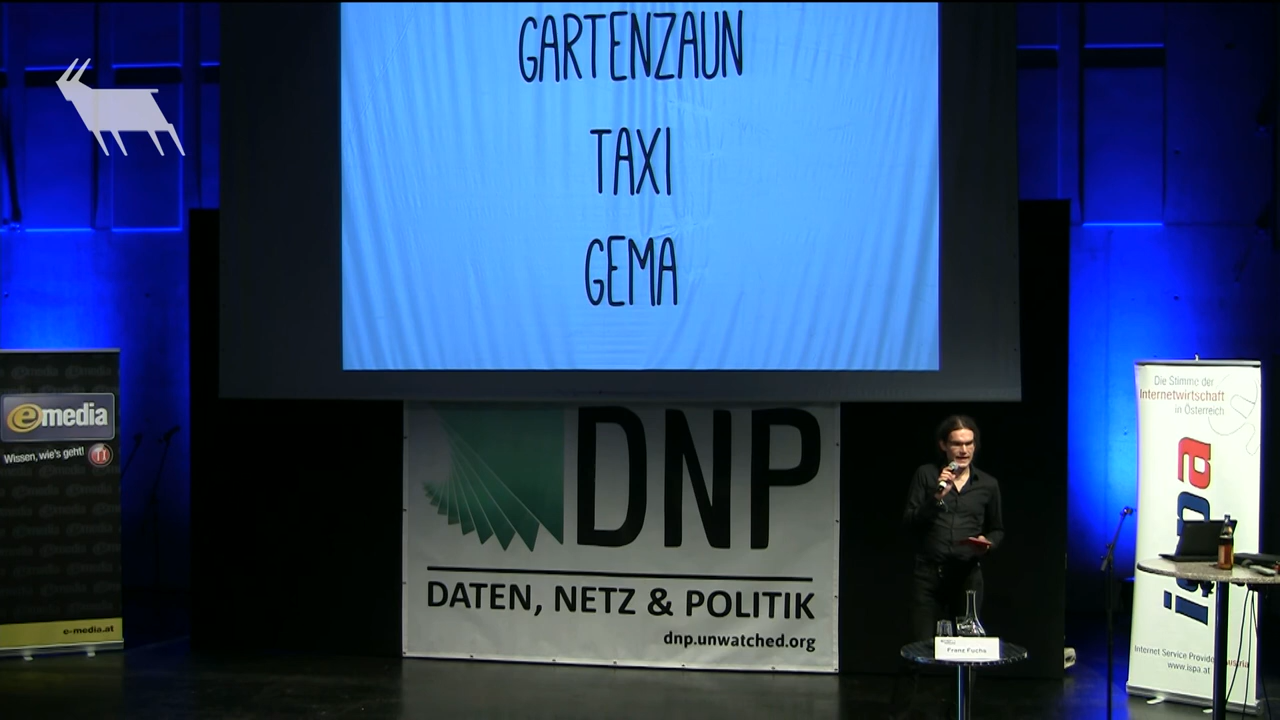 GARTENZAUN
TAXI
GEMA
emedia
Wissen, wie's geht!
e-media.at
DNP
DATEN, NETZ & POLITIK
dnp.unwatched.org
Franz Fuchs
Die Stimme der
Internetwirtschaft
in Österreich
ispa
Internet Service Provide Austria
www.ispa.at